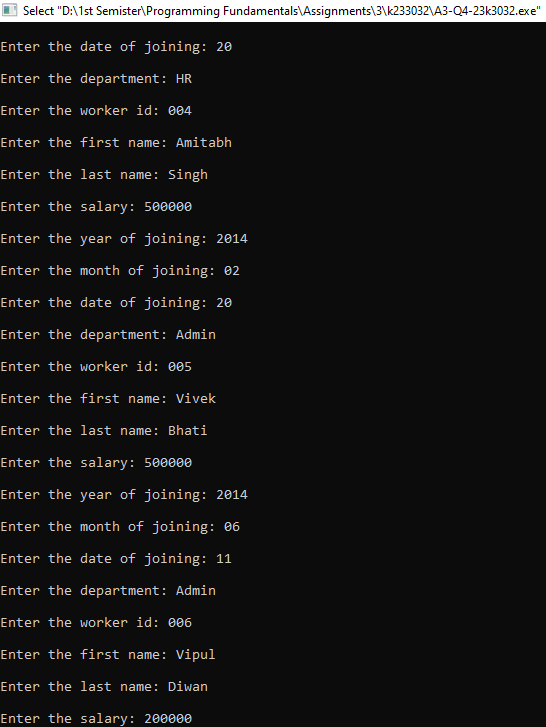 Select "D:\1st Semister\Programming Fundamentals\Assignments\3\k233032\A3-Q4-23k3032.exe"
Enter the date of joining: 20
Enter the department: HR
Enter the worker id: 004
Enter the first name: Amitabh
Enter the last name: Singh
Enter the salary: 500000
Enter the year of joining: 2014
Enter the month of joining: 02
Enter the date of joining: 20
Enter the department: Admin
Enter the worker id: 005
Enter the first name: Vivek
Enter the last name: Bhati
Enter the salary: 500000
Enter the year of joining: 2014
Enter the month of joining: 06
Enter the date of joining: 11
Enter the department: Admin
Enter the worker id: 006
Enter the first name: Vipul
Enter the last name: Diwan
Enter the salary: 200000